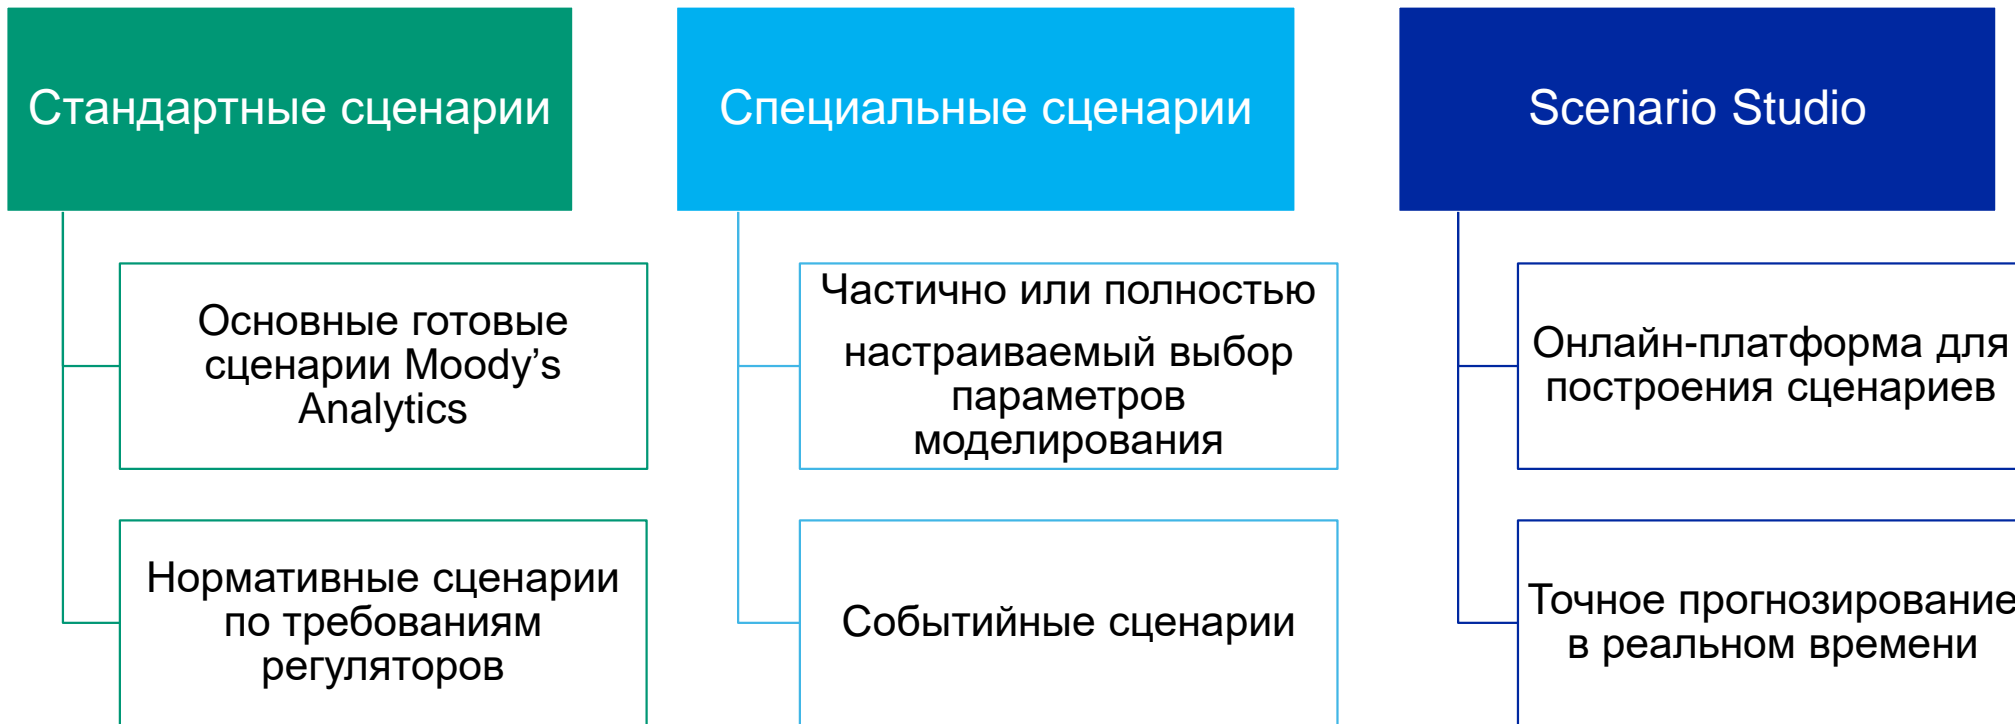 Стандартные сценарии
Основные готовые
сценарии Moody’s
Analytics
Нормативные сценарии
по требованиям
регуляторов
Специальные сценарии
Частично или полностью
настраиваемый выбор
параметров
моделирования
Событийные сценарии
Scenario Studio
Онлайн-платформа для
построения сценариев
Точное прогнозирование
в реальном времени